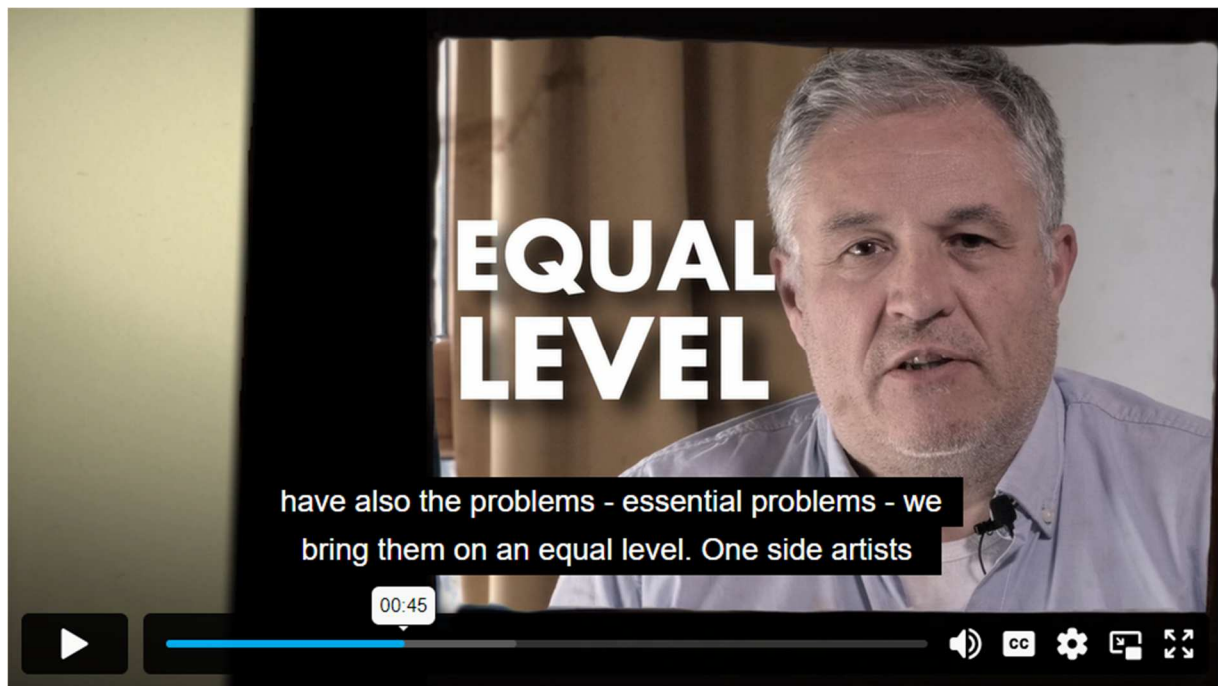 EQUAL
LEVEL
have also the problems - essential problems - we
bring them on an equal level. One side artists
00:45
CC